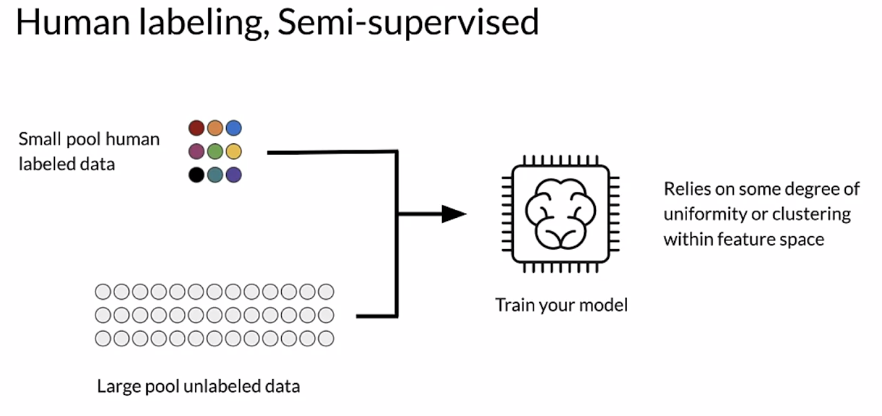 Human labeling, Semi-supervised
Small pool human
labeled data
Relies on some degree of
uniformity or clustering
within feature space
Train your model
Large pool unlabeled data